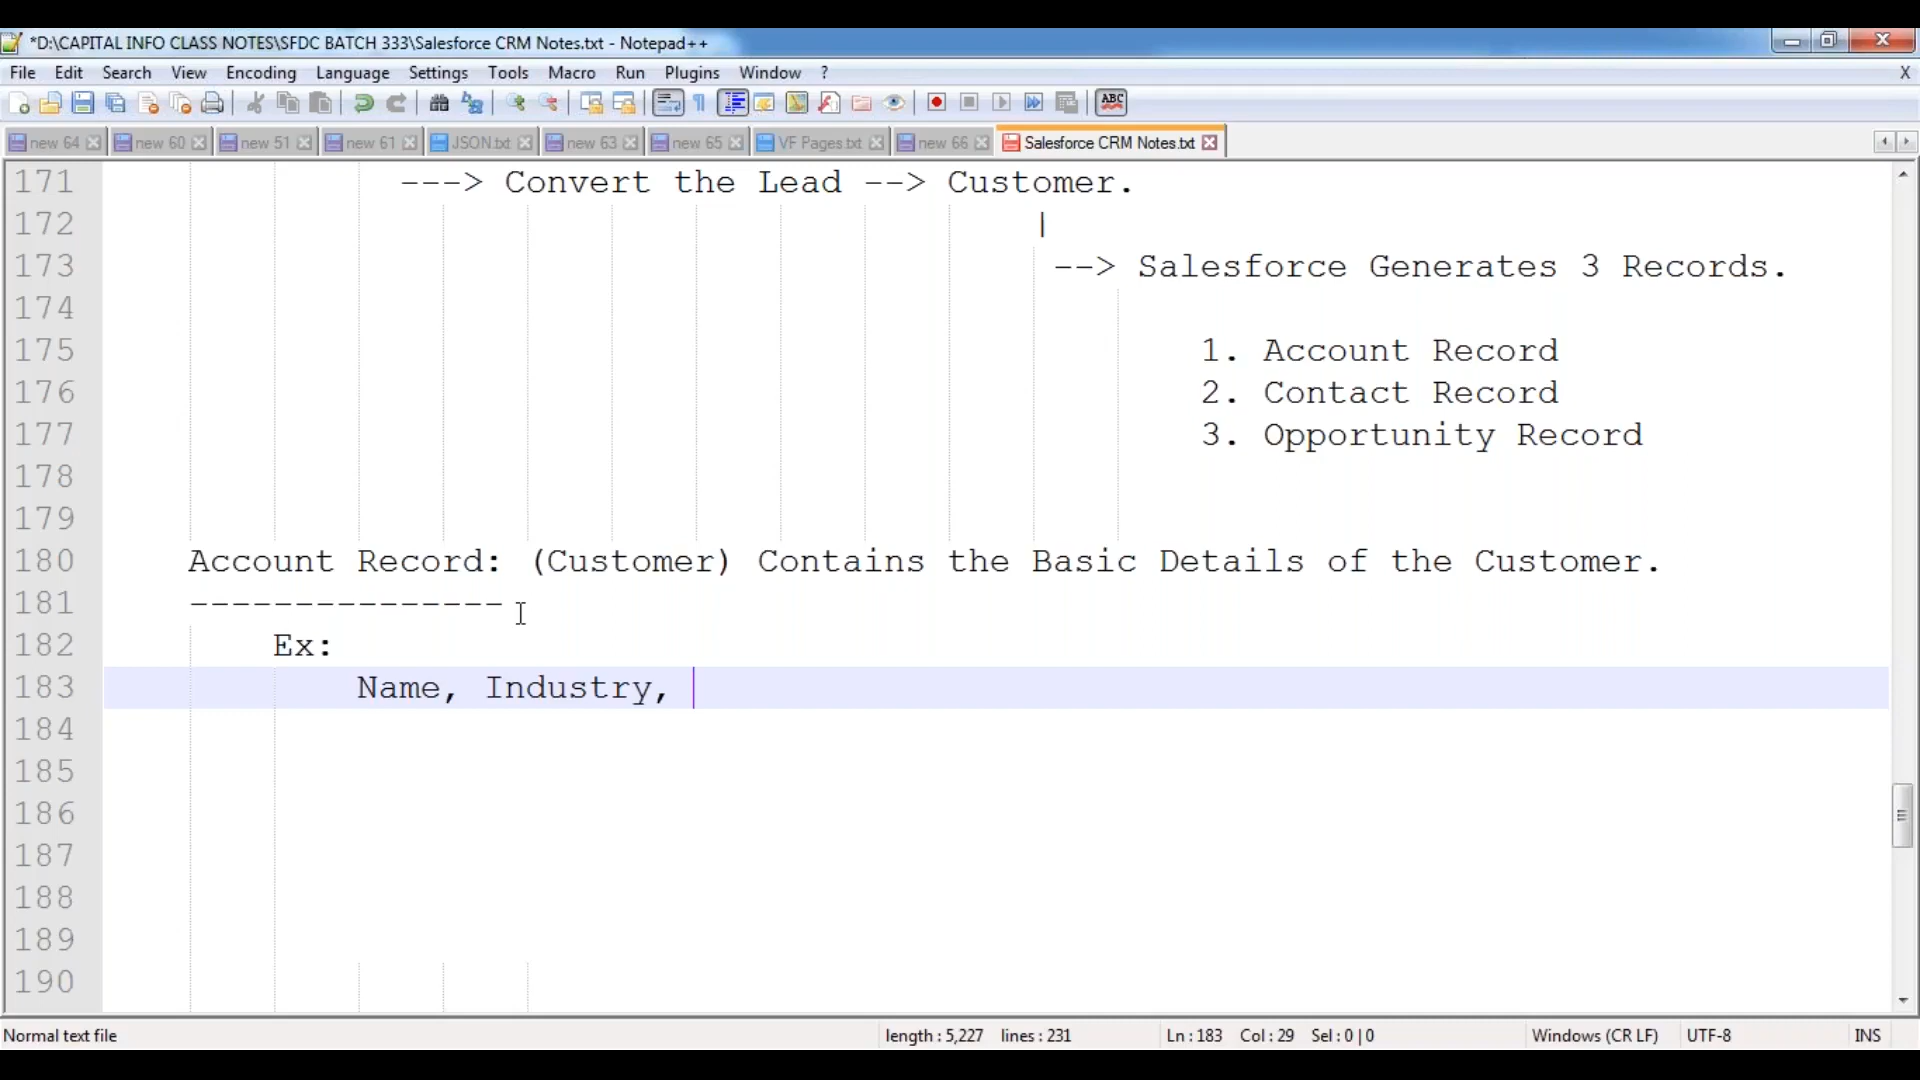 *D:\CAPITAL INFO CLASS NOTES\SFDC BATCH 333\Salesforce CRM Notes.txt - Notepad++
File Edit Search View Encoding Language Settings Tools Macro Run Plugins Window ? X
ABC
new 64 new 60 new 51 new 61 JSON.txt new 63 new 65 VF Pages.txt new 66 Salesforce CRM Notes.txt
171 ---> Convert the Lead --> Customer.
172 |
173 --> Salesforce Generates 3 Records.
174
175 1. Account Record
176 2. Contact Record
177 3. Opportunity Record
178
179
180 Account Record: (Customer) Contains the Basic Details of the Customer.
181 ---------------
182 Ex:
183 Name, Industry,
184
185
186
187
188
189
190
Normal text file length : 5,227 lines : 231 Ln : 183 Col : 29 Sel : 0 | 0 Windows (CR LF) UTF-8 INS